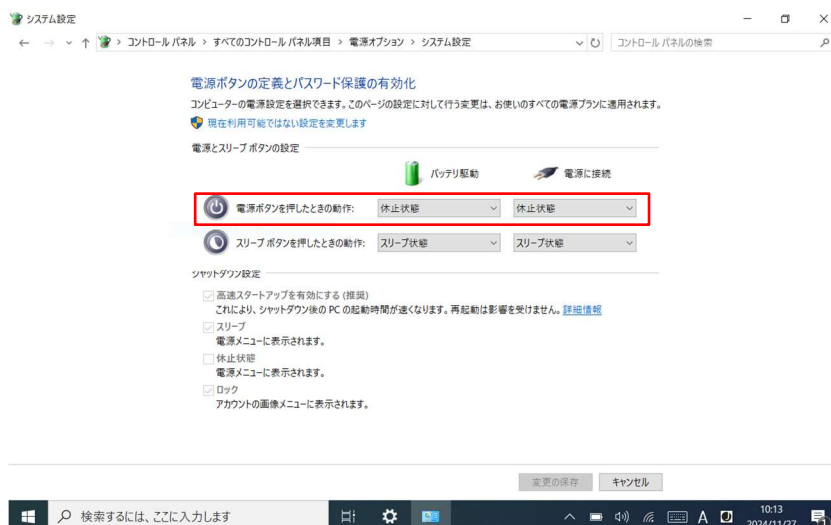 システム設定
コントロール パネル > すべてのコントロール パネル項目 > 電源オプション > システム設定
コントロール パネルの検索
電源ボタンの定義とパスワード保護の有効化
コンピューターの電源設定を選択できます。このページの設定に対して行う変更は、お使いのすべての電源プランに適用されます。
現在利用可能ではない設定を変更します
電源とスリープ ボタンの設定
バッテリ駆動 電源に接続
電源ボタンを押したときの動作: 休止状態 休止状態
スリープ ボタンを押したときの動作: スリープ状態 スリープ状態
シャットダウン設定
高速スタートアップを有効にする (推奨)
これにより、シャットダウン後の PC の起動時間が速くなります。再起動は影響を受けません。詳細情報
スリープ
電源メニューに表示されます。
休止状態
電源メニューに表示されます。
ロック
アカウントの画像メニューに表示されます。
変更の保存 キャンセル
検索するには、ここに入力します
A
10:13
2024/11/27